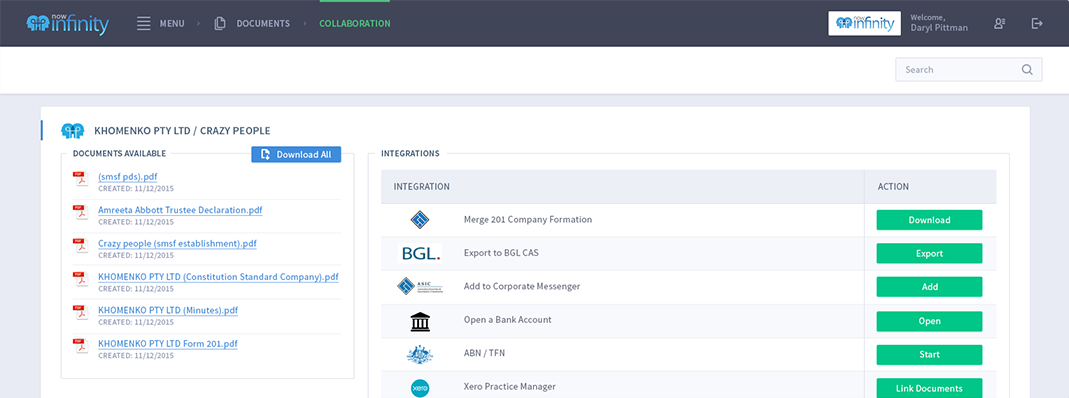 now infinity MENU DOCUMENTS COLLABORATION now infinity Welcome, Daryl Pittman
Search
KHOMENKO PTY LTD / CRAZY PEOPLE
DOCUMENTS AVAILABLE
Download All
(smsf pds).pdf
CREATED: 11/12/2015
Amreeta Abbott Trustee Declaration.pdf
CREATED: 11/12/2015
Crazy people (smsf establishment).pdf
CREATED: 11/12/2015
KHOMENKO PTY LTD (Constitution Standard Company).pdf
CREATED: 11/12/2015
KHOMENKO PTY LTD (Minutes).pdf
CREATED: 11/12/2015
KHOMENKO PTY LTD Form 201.pdf
CREATED: 11/12/2015
INTEGRATIONS
INTEGRATION ACTION
Merge 201 Company Formation Download
BGL. Export to BGL CAS Export
ASIC Add to Corporate Messenger Add
Open a Bank Account Open
ABN / TFN Start
xero Xero Practice Manager Link Documents